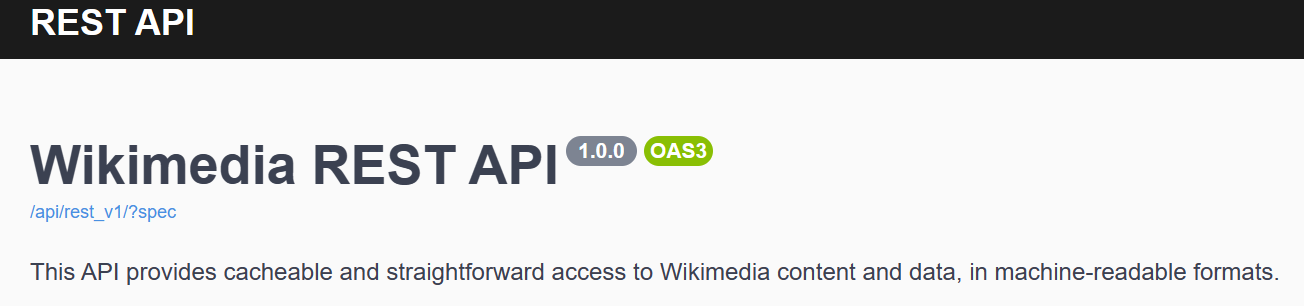 REST API
Wikimedia REST API 1.0.0 OAS3
/api/rest_v1/?spec
This API provides cacheable and straightforward access to Wikimedia content and data, in machine-readable formats.